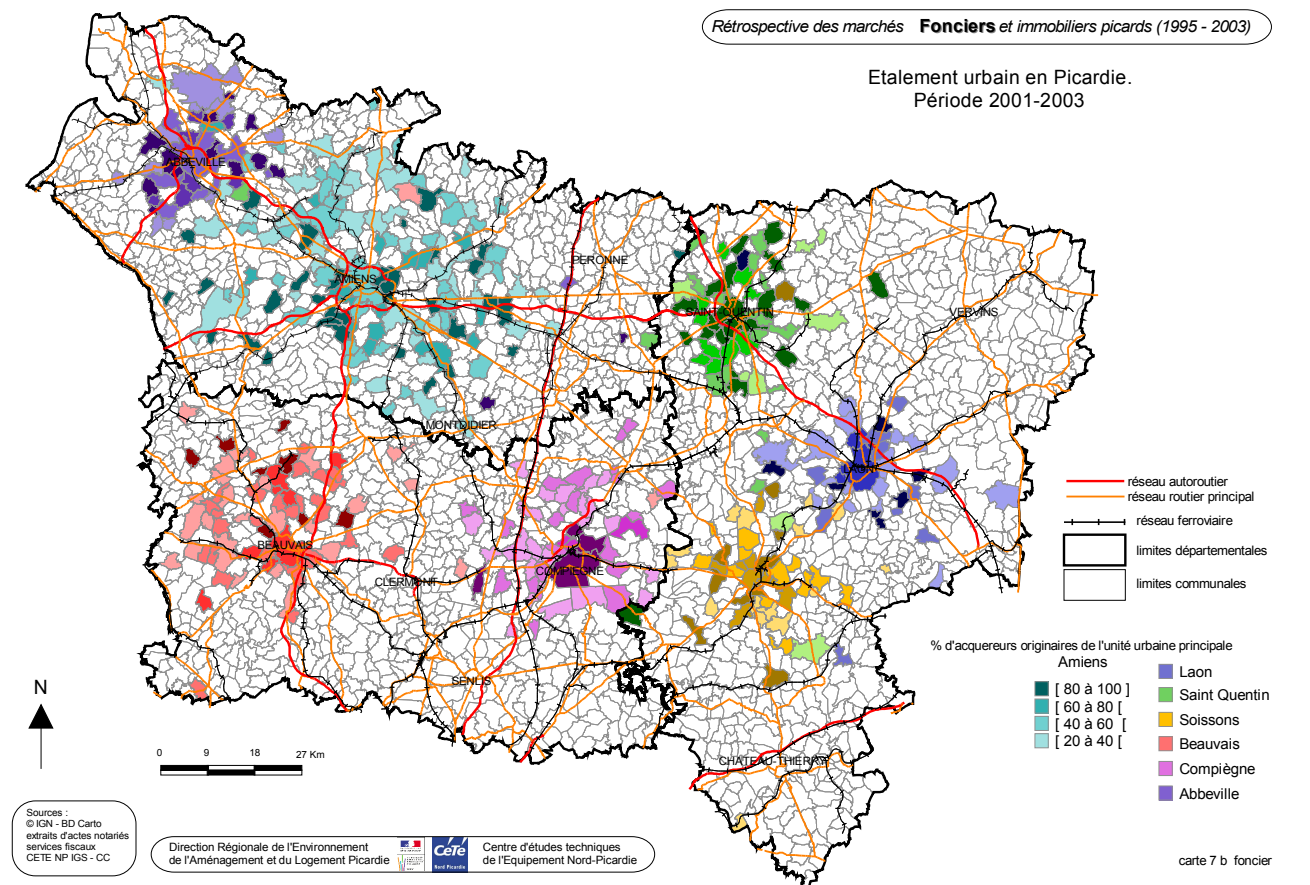 Rétrospective des marchés Fonciers et immobiliers picards (1995 - 2003)
Etalement urbain en Picardie.
Période 2001-2003
ABBEVILLE
AMIENS
PERONNE
SAINT-QUENTIN
VERVINS
MONTDIDIER
LAON
BEAUVAIS
CLERMONT
COMPIEGNE
SENLIS
CHATEAU-THIERRY
réseau autoroutier
réseau routier principal
réseau ferroviaire
limites départementales
limites communales
% d'acquereurs originaires de l'unité urbaine principale
Amiens
[ 80 à 100 ]
[ 60 à 80 [
[ 40 à 60 [
[ 20 à 40 [
Laon
Saint Quentin
Soissons
Beauvais
Compiègne
Abbeville
N
0 9 18 27 Km
Sources :
© IGN - BD Carto
extraits d'actes notariés
services fiscaux
CETE NP IGS - CC
Direction Régionale de l'Environnement
de l'Aménagement et du Logement Picardie
CeTe
Nord Picardie
Centre d'études techniques
de l'Equipement Nord-Picardie
carte 7 b foncier